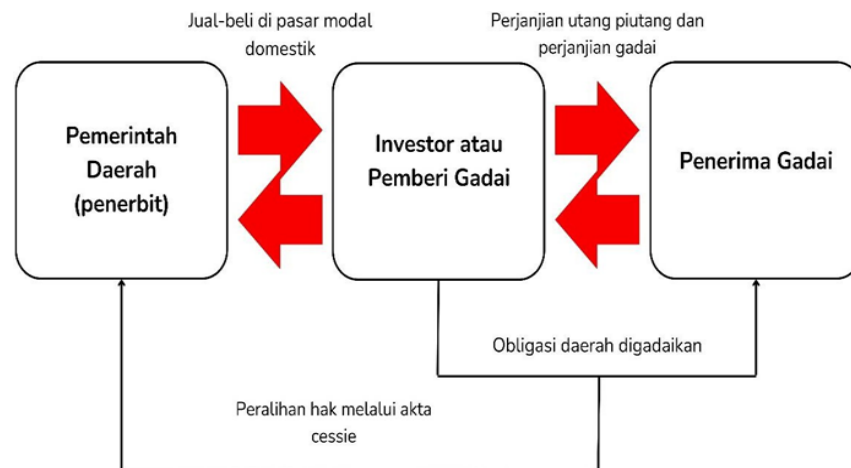 Jual-beli di pasar modal
domestik
Perjanjian utang piutang dan
perjanjian gadai
Pemerintah
Daerah
(penerbit)
Investor atau
Pemberi Gadai
Penerima Gadai
Obligasi daerah digadaikan
Peralihan hak melalui akta
cessie